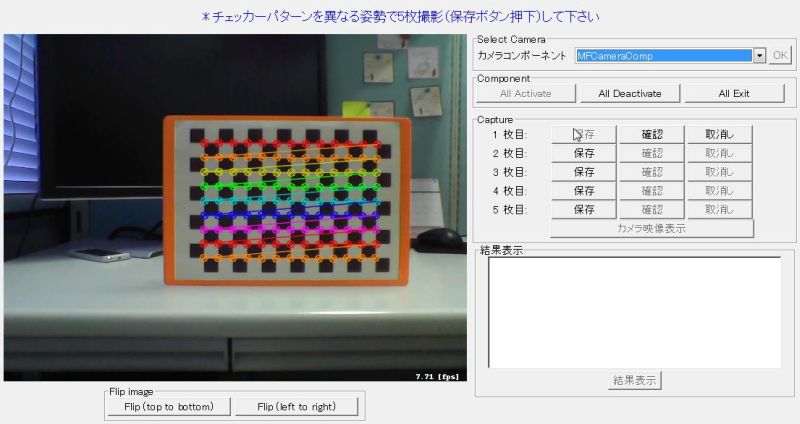 ＊チェッカーパターンを異なる姿勢で5枚撮影（保存ボタン押下）して下さい
7.71 [fps]
Flip image
Flip (top to bottom) Flip (left to right)
Select Camera
カメラコンポーネント MFCameraComp OK
Component
All Activate All Deactivate All Exit
Capture
1 枚目: 保存 確認 取消し
2 枚目: 保存 確認 取消し
3 枚目: 保存 確認 取消し
4 枚目: 保存 確認 取消し
5 枚目: 保存 確認 取消し
カメラ映像表示
結果表示
結果表示